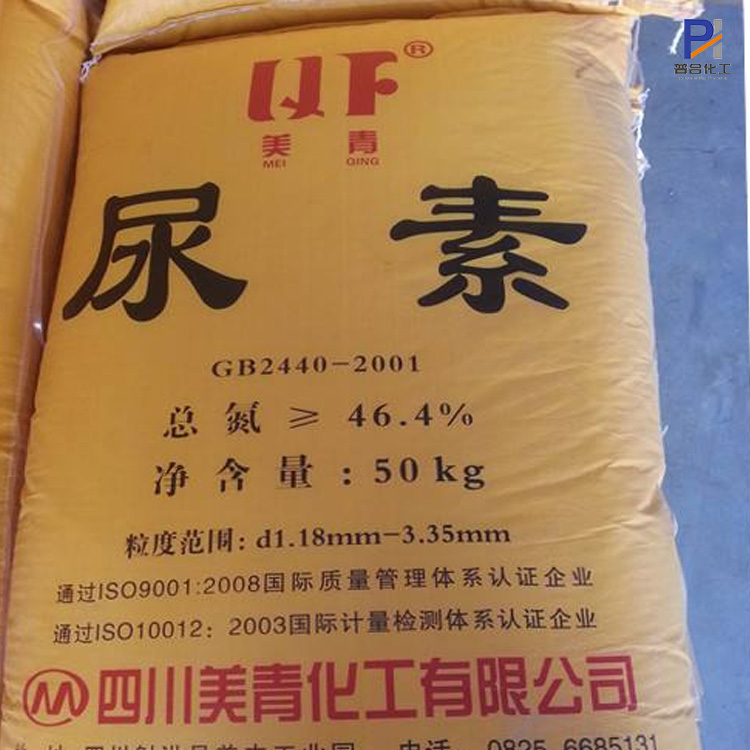 QF®
美青
MEI QING
尿素
GB2440-2001
总氮 ≥ 46.4%
净含量:50kg
粒度范围:d1.18mm-3.35mm
通过ISO9001:2008国际质量管理体系认证企业
通过ISO10012:2003国际计量检测体系认证企业
四川美青化工有限公司
电话 0825-6685131
普合化工